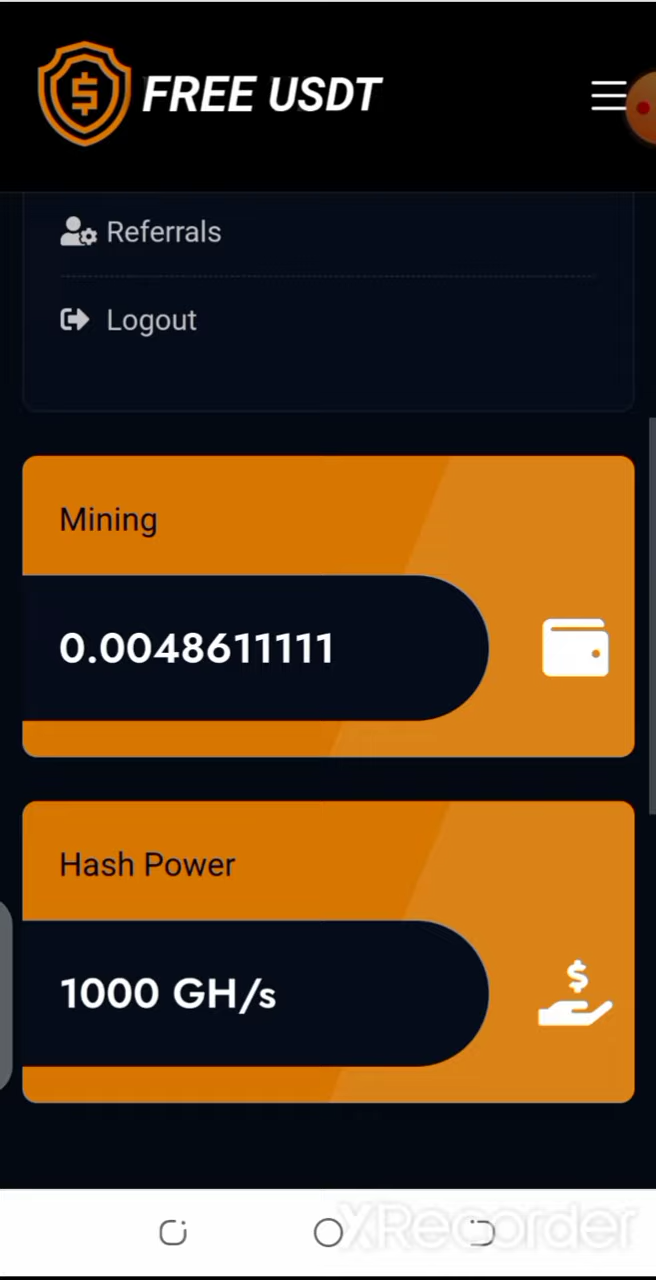 FREE USDT
Referrals
Logout
Mining
0.0048611111
Hash Power
1000 GH/s
XRecorder